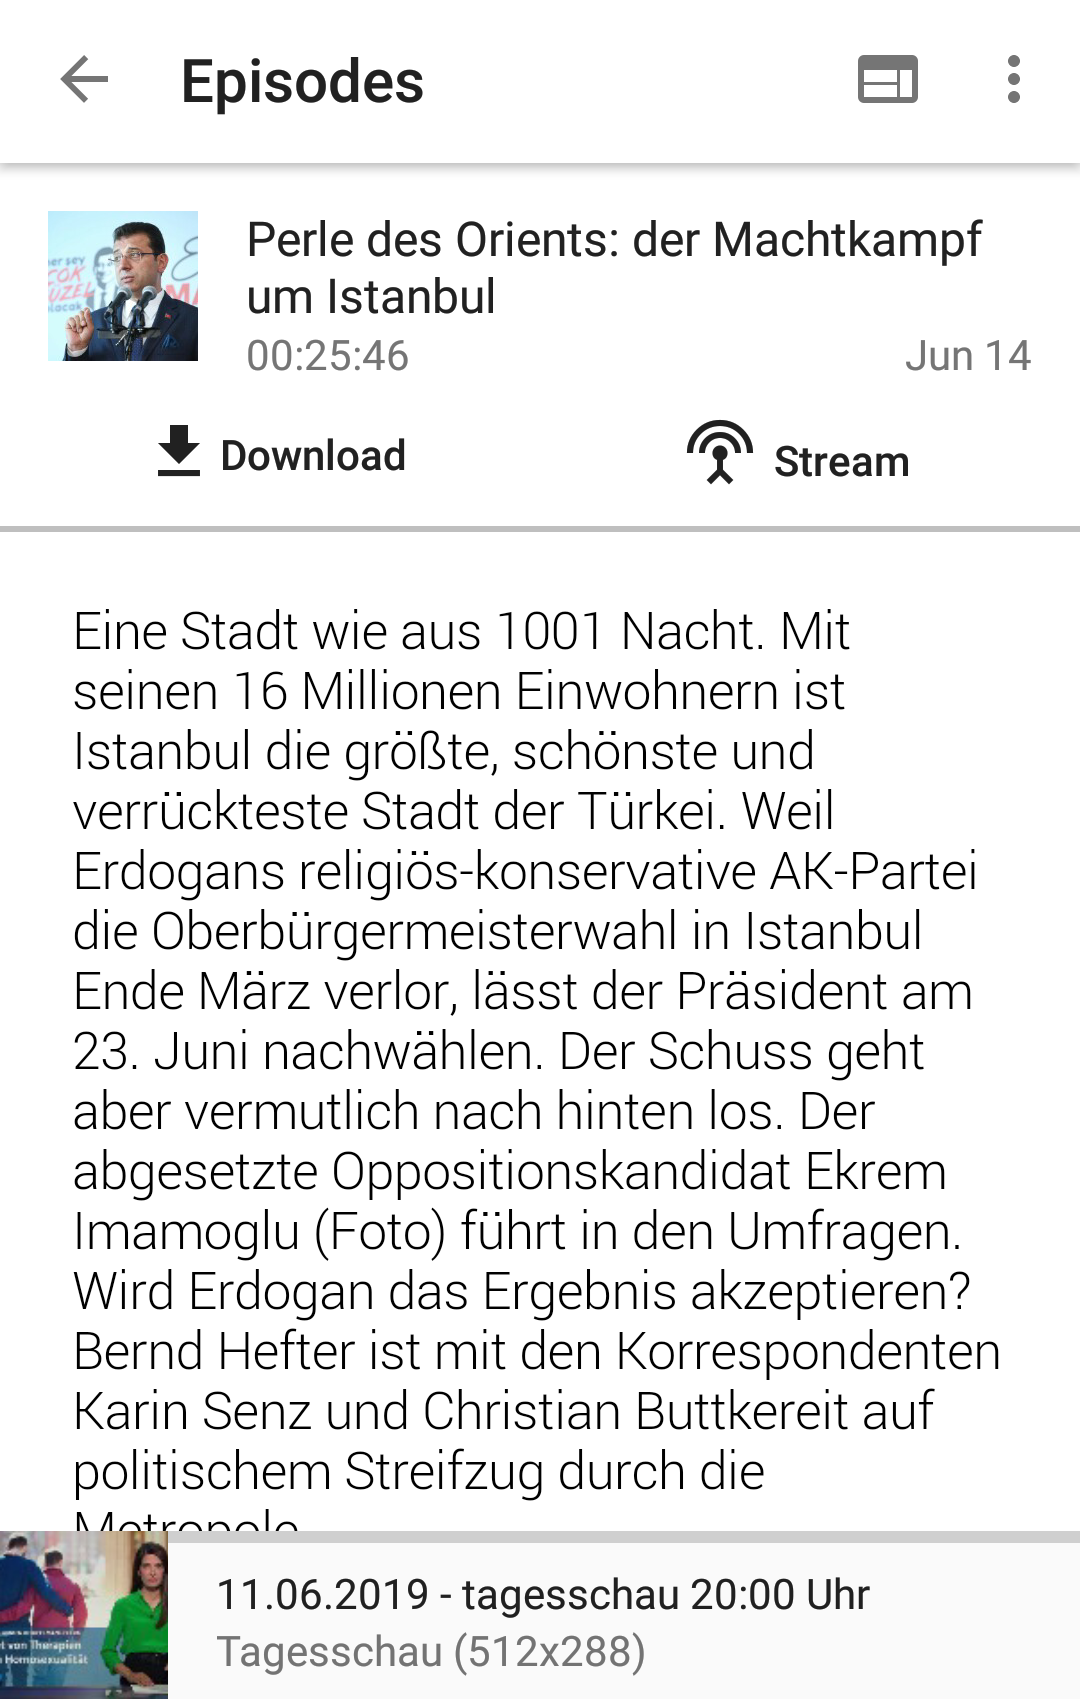 Episodes
Perle des Orients: der Machtkampf
um Istanbul
00:25:46
Jun 14
Download
Stream
Eine Stadt wie aus 1001 Nacht. Mit
seinen 16 Millionen Einwohnern ist
Istanbul die größte, schönste und
verrückteste Stadt der Türkei. Weil
Erdogans religiös-konservative AK-Partei
die Oberbürgermeisterwahl in Istanbul
Ende März verlor, lässt der Präsident am
23. Juni nachwählen. Der Schuss geht
aber vermutlich nach hinten los. Der
abgesetzte Oppositionskandidat Ekrem
Imamoglu (Foto) führt in den Umfragen.
Wird Erdogan das Ergebnis akzeptieren?
Bernd Hefter ist mit den Korrespondenten
Karin Senz und Christian Buttkereit auf
politischem Streifzug durch die
Metropole
von Therapien
Homosexualität
11.06.2019 - tagesschau 20:00 Uhr
Tagesschau (512x288)